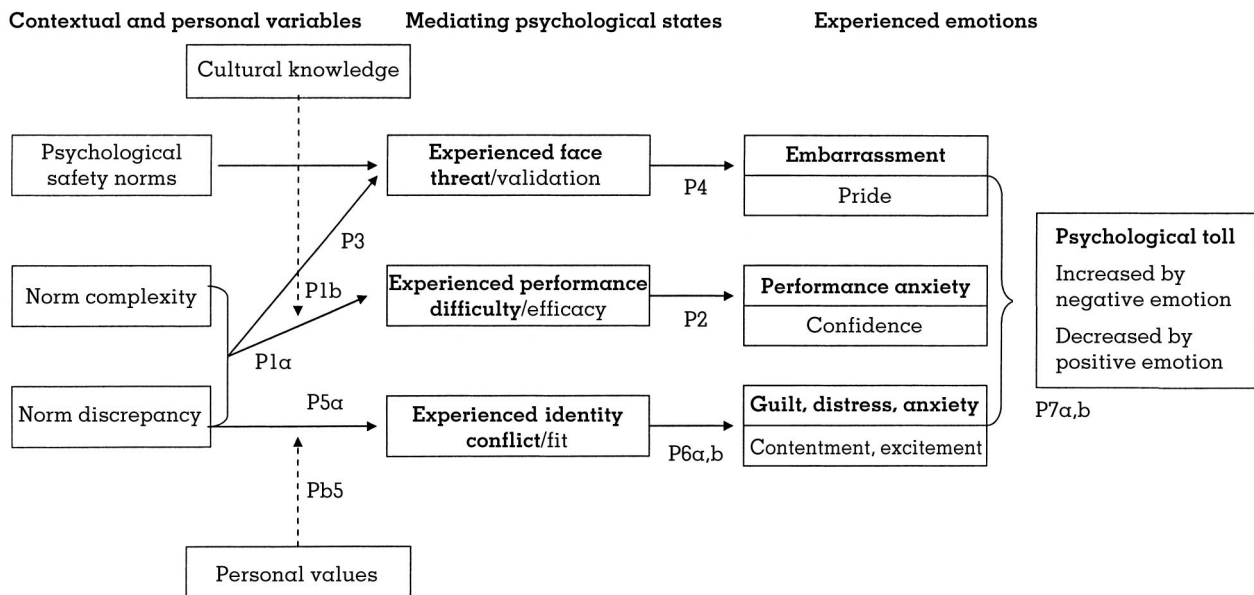 Contextual and personal variables
Mediating psychological states
Experienced emotions
Cultural knowledge
Psychological
safety norms
Experienced face
threat/validation
P4
Embarrassment
Pride
P3
Norm complexity
P1b
Experienced performance
difficulty/efficacy
P2
Performance anxiety
Confidence
Psychological toll
Increased by
negative emotion
Decreased by
positive emotion
P7a,b
P1a
Norm discrepancy
P5a
Experienced identity
conflict/fit
P6a,b
Guilt, distress, anxiety
Contentment, excitement
Pb5
Personal values